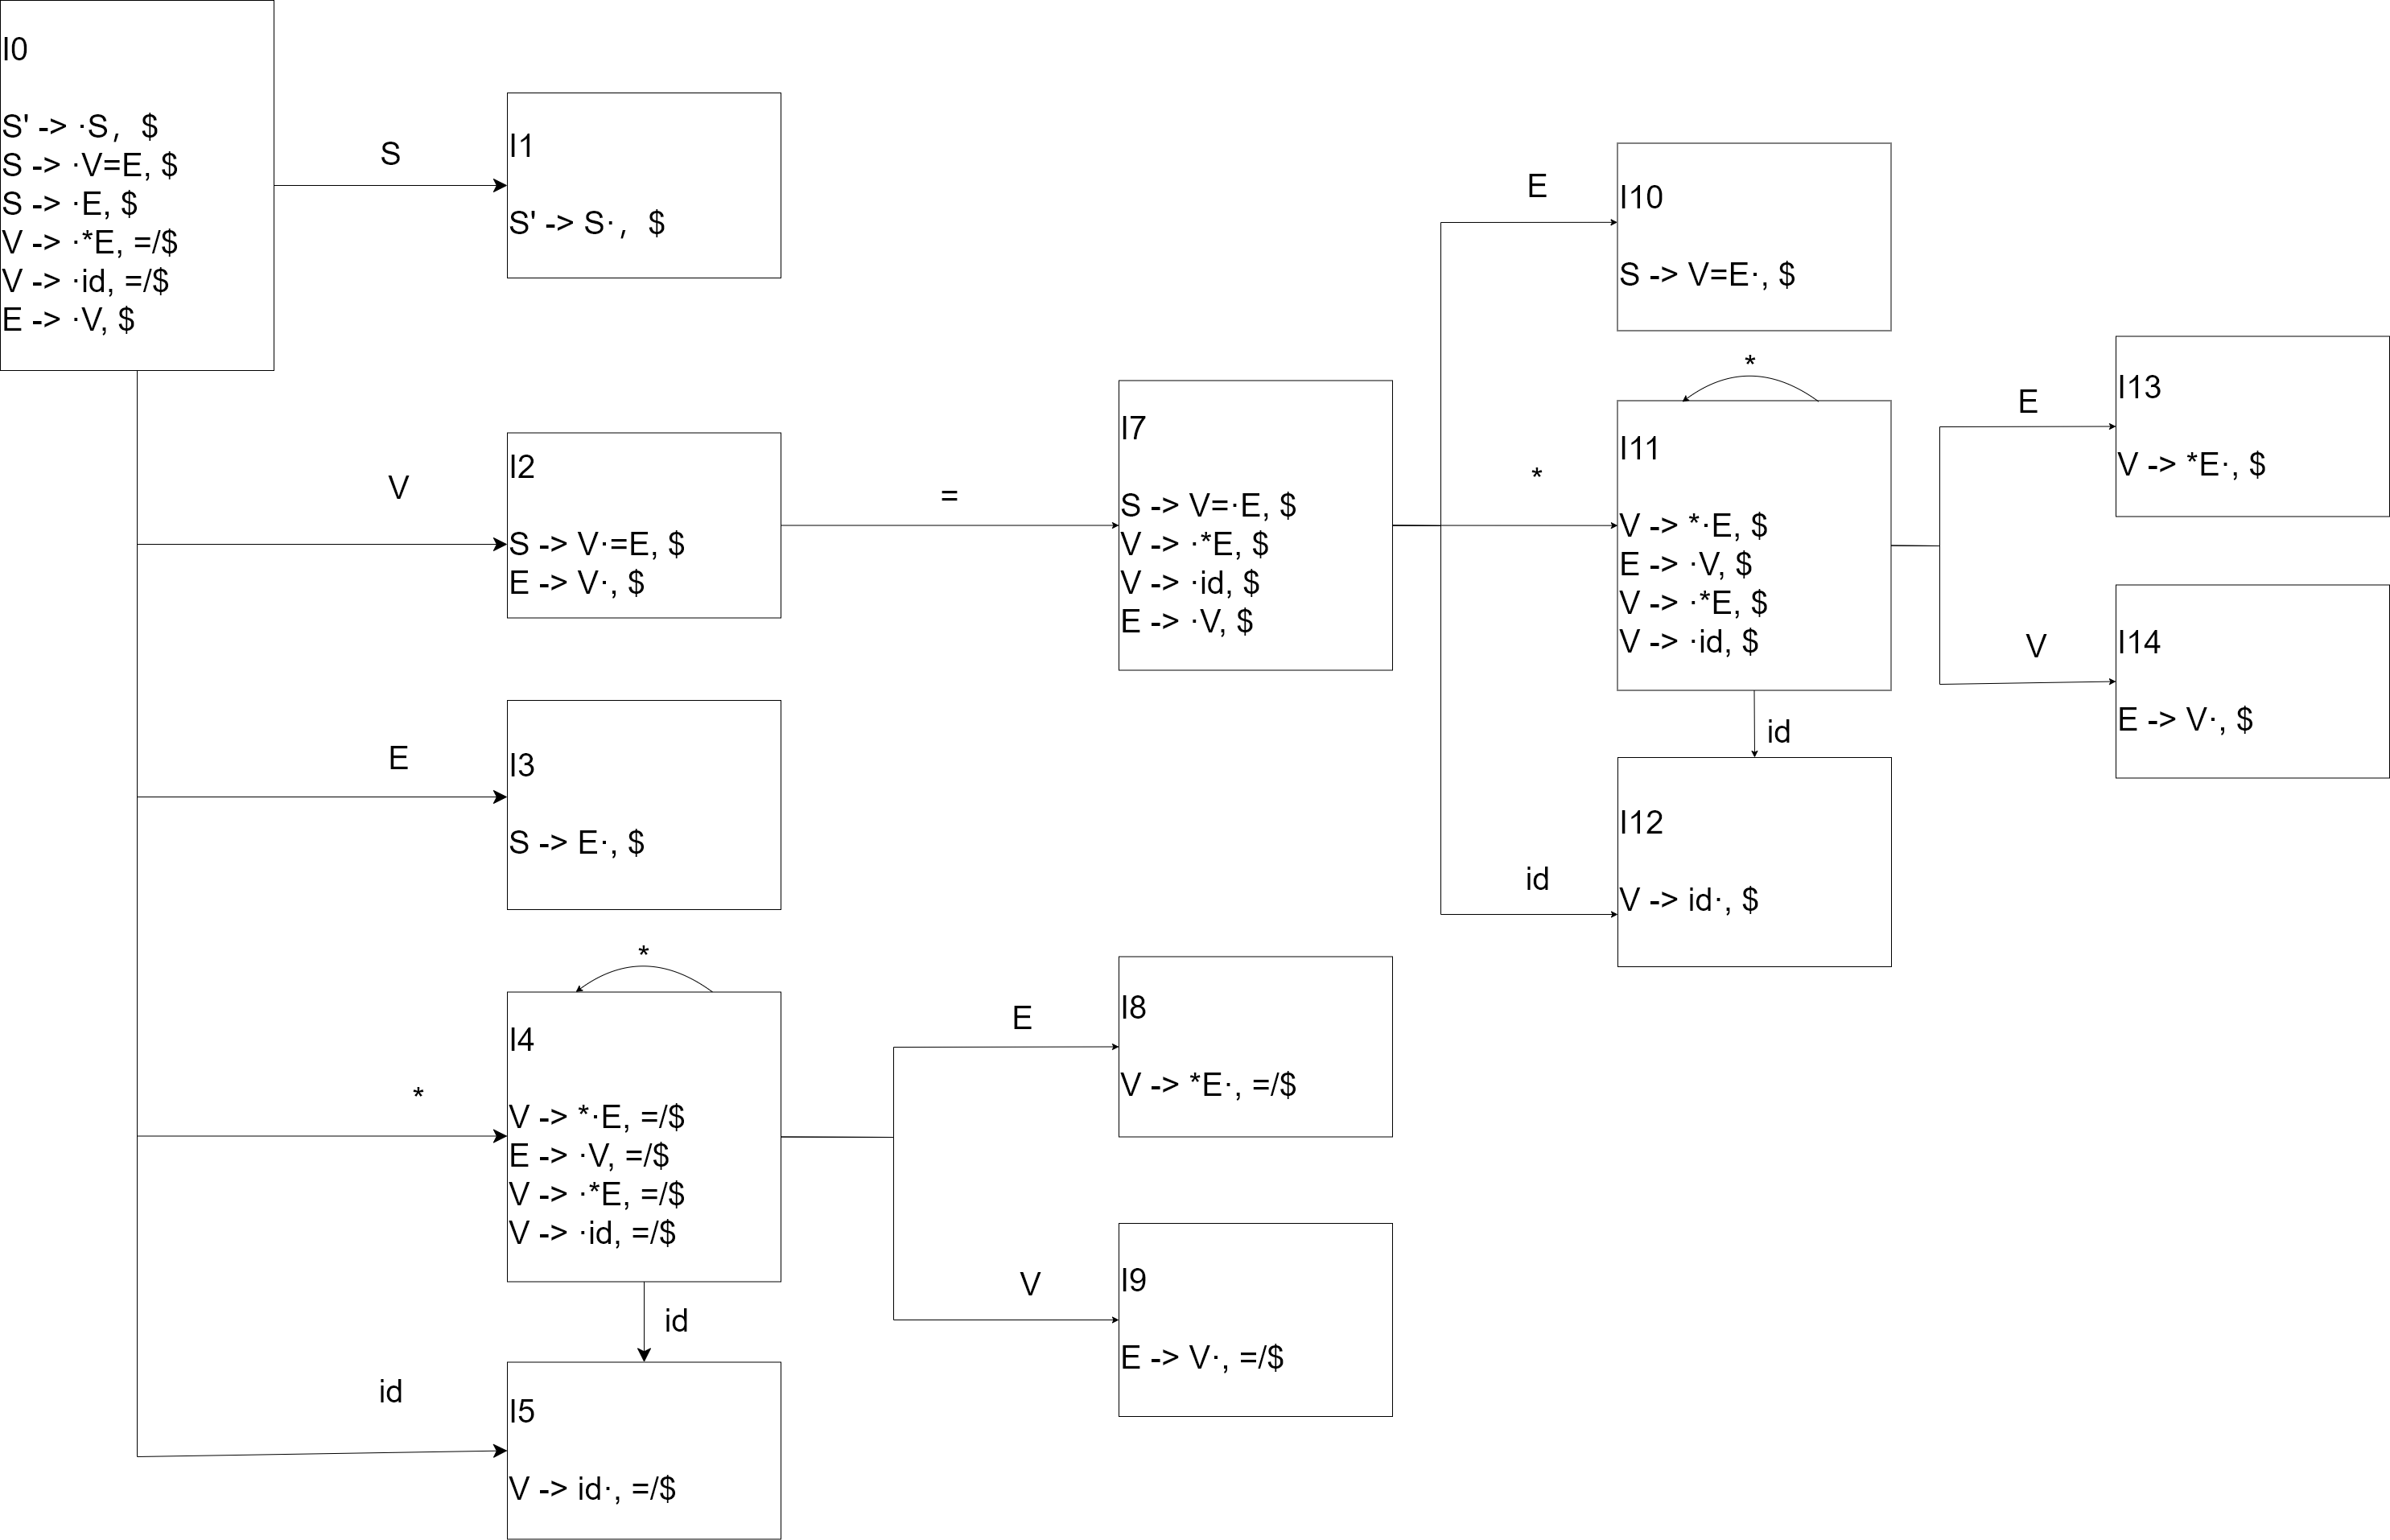 I0
S' -> ·S， $
S -> ·V=E, $
S -> ·E, $
V -> ·*E, =/$
V -> ·id, =/$
E -> ·V, $
S
I1
S' -> S·， $
V
I2
S -> V·=E, $
E -> V·, $
=
I7
S -> V=·E, $
V -> ·*E, $
V -> ·id, $
E -> ·V, $
E
I10
S -> V=E·, $
*
*
I11
V -> *·E, $
E -> ·V, $
V -> ·*E, $
V -> ·id, $
E
I13
V -> *E·, $
V
I14
E -> V·, $
id
id
I12
V -> id·, $
E
I3
S -> E·, $
*
*
I4
V -> *·E, =/$
E -> ·V, =/$
V -> ·*E, =/$
V -> ·id, =/$
E
I8
V -> *E·, =/$
V
I9
E -> V·, =/$
id
id
I5
V -> id·, =/$